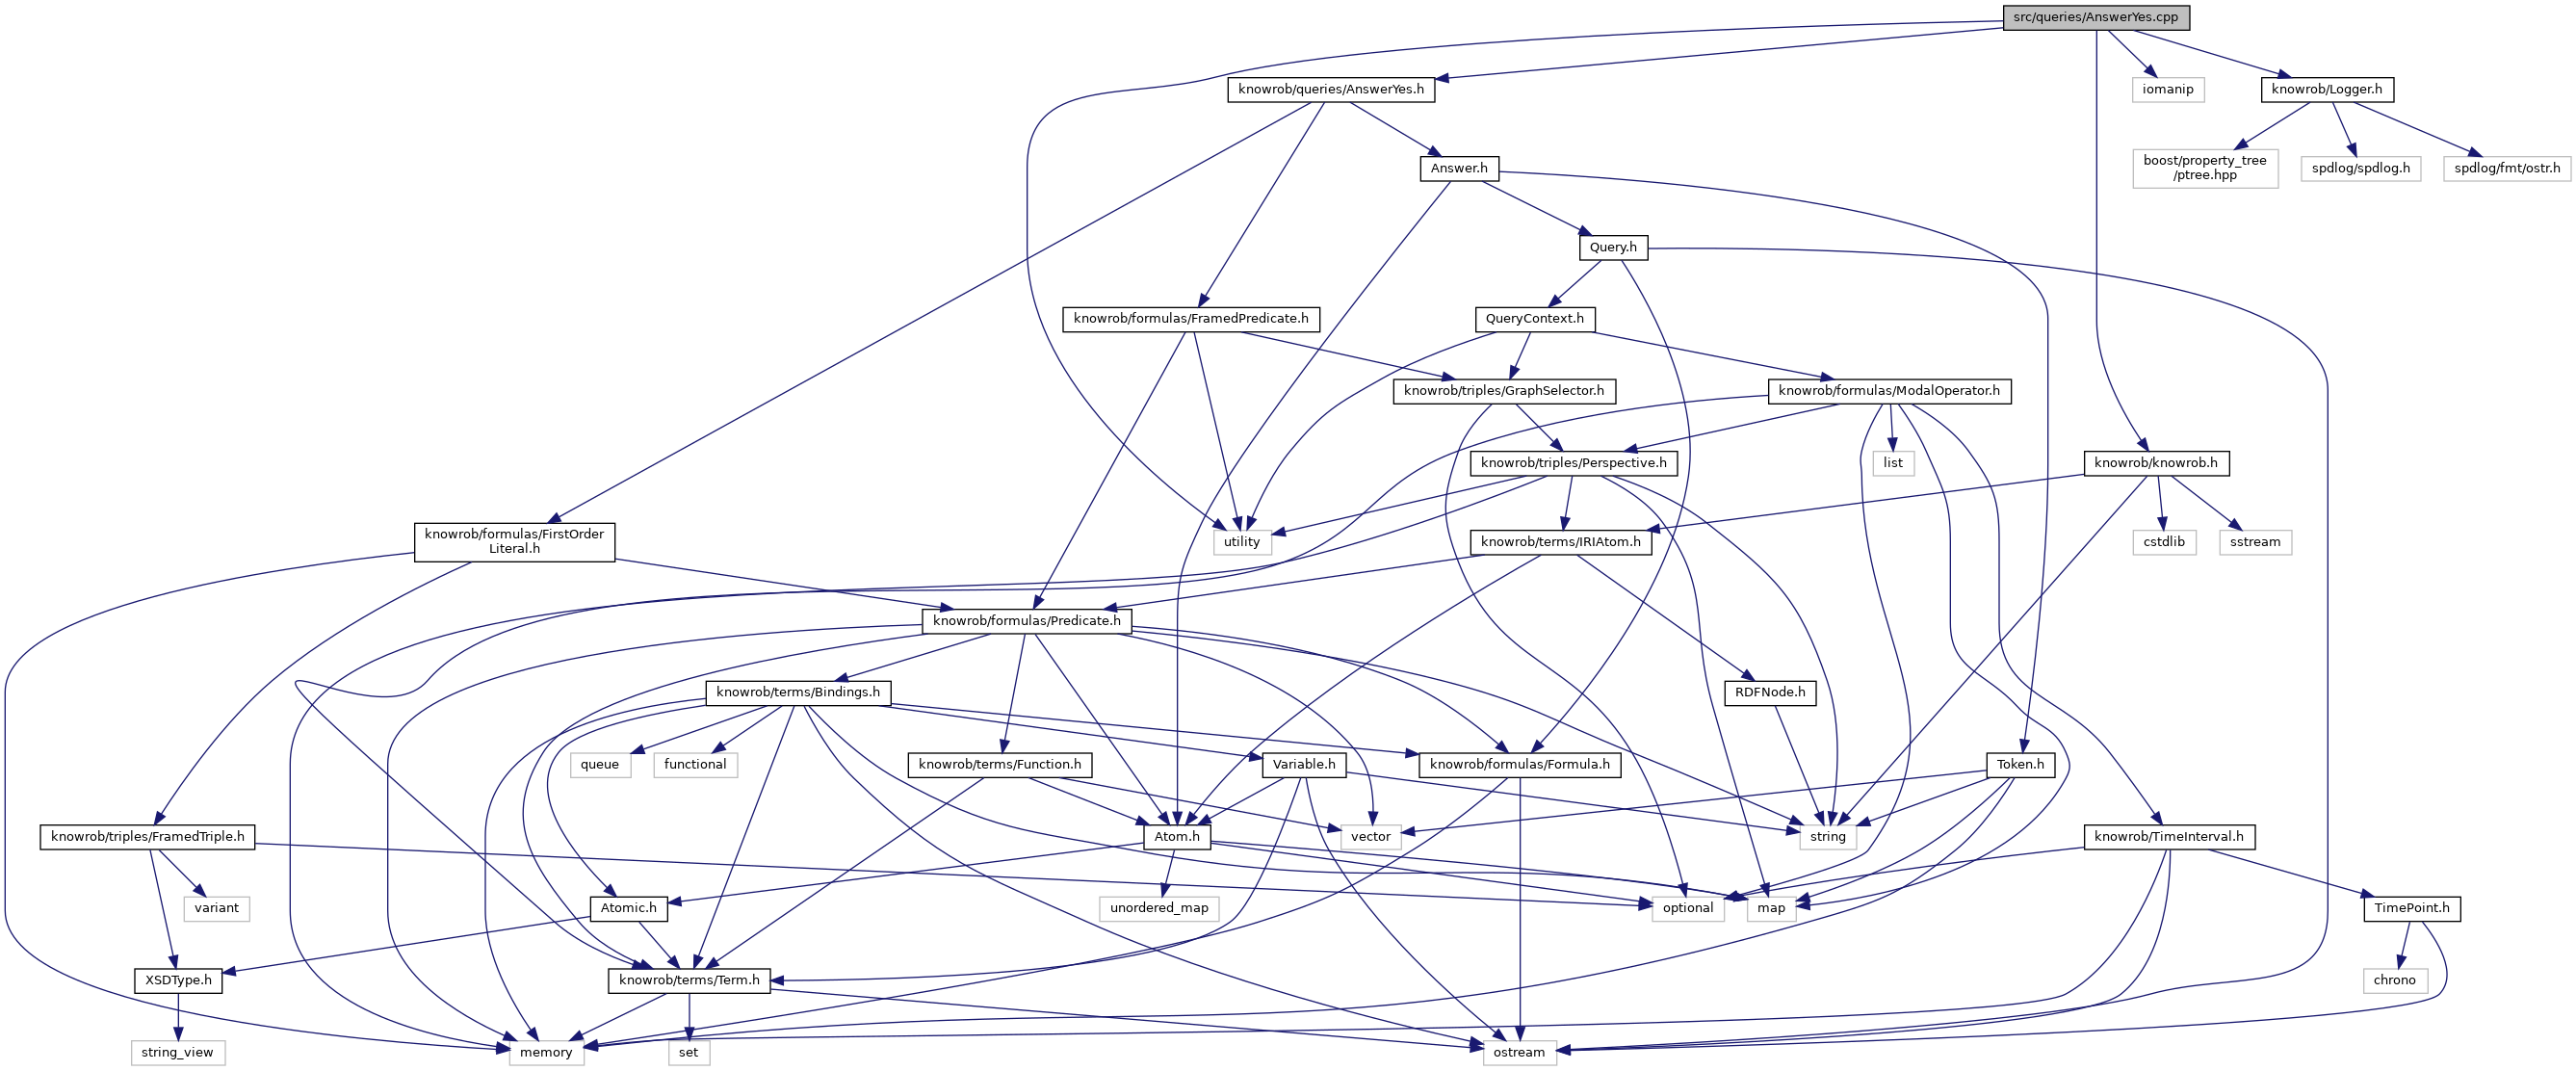 src/queries/AnswerYes.cpp
knowrob/queries/AnswerYes.h
iomanip
knowrob/Logger.h
Answer.h
boost/property_tree
/ptree.hpp
spdlog/spdlog.h
spdlog/fmt/ostr.h
Query.h
knowrob/formulas/FramedPredicate.h
QueryContext.h
knowrob/triples/GraphSelector.h
knowrob/formulas/ModalOperator.h
knowrob/triples/Perspective.h
list
knowrob/knowrob.h
knowrob/formulas/FirstOrder
Literal.h
utility
knowrob/terms/IRIAtom.h
cstdlib
sstream
knowrob/formulas/Predicate.h
knowrob/terms/Bindings.h
RDFNode.h
queue
functional
knowrob/terms/Function.h
Variable.h
knowrob/formulas/Formula.h
Token.h
knowrob/triples/FramedTriple.h
Atom.h
vector
string
knowrob/TimeInterval.h
variant
Atomic.h
unordered_map
optional
map
TimePoint.h
XSDType.h
knowrob/terms/Term.h
chrono
string_view
memory
set
ostream